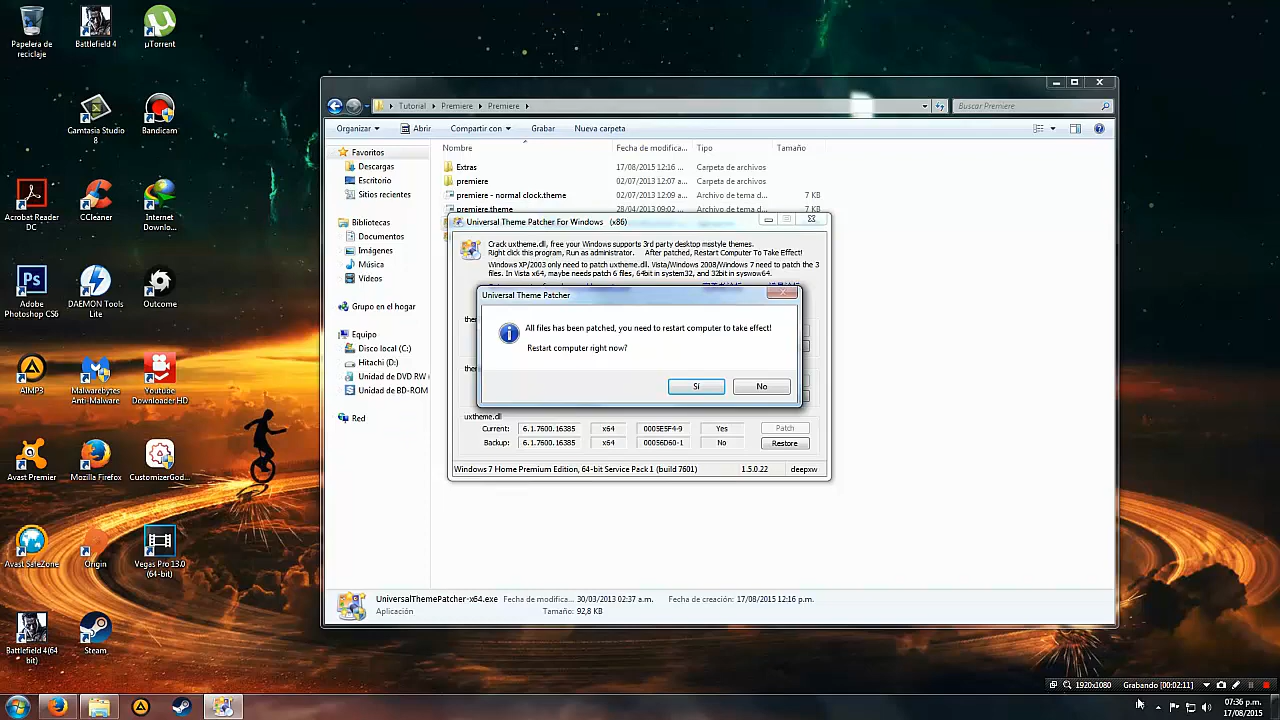 Papelera de
reciclaje
Battlefield 4
µTorrent
Camtasia Studio
8
Bandicam
Acrobat Reader
DC
CCleaner
Internet
Downlo...
Adobe
Photoshop CS6
DAEMON Tools
Lite
Outcome
AIMP3
Malwarebytes
Anti-Malware
Youtube
Downloader HD
Avast Premier
Mozilla Firefox
CustomizerGod...
Avast SafeZone
Origin
Vegas Pro 13.0
(64-bit)
Battlefield 4(64
bit)
Steam
Tutorial
Premiere
Premiere
Buscar Premiere
Organizar
Abrir
Compartir con
Grabar
Nueva carpeta
Favoritos
Descargas
Escritorio
Sitios recientes
Bibliotecas
Documentos
Imágenes
Música
Vídeos
Grupo en el hogar
Equipo
Disco local (C:)
Hitachi (D:)
Unidad de DVD RW
Unidad de BD-ROM
Red
Nombre
Fecha de modifica...
Tipo
Tamaño
Extras 17/08/2015 12:16 ... Carpeta de archivos
premiere 02/07/2013 12:07 a... Carpeta de archivos
premiere - normal clock.theme 02/07/2013 12:09 a... Archivo de tema d... 7 KB
premiere.theme 28/04/2013 09:02 ... Archivo de tema d... 7 KB
Universal Theme Patcher For Windows (x86)
Crack uxtheme.dll, free your Windows supports 3rd party desktop msstyle themes.
Right click this program, Run as administrator. After patched, Restart Computer To Take Effect!
Windows XP/2003 only need to patch uxtheme.dll. Vista/Windows 2008/Windows 7 need to patch the 3
files. In Vista x64, maybe needs patch 6 files, 64bit in system32, and 32bit in syswow64.
Universal Theme Patcher
All files has been patched, you need to restart computer to take effect!
Restart computer right now?
Sí
No
uxtheme.dll
Current: 6.1.7600.16385 x64 0005E5F4-9 Yes Patch
Backup: 6.1.7600.16385 x64 00056D60-1 No Restore
Windows 7 Home Premium Edition, 64-bit Service Pack 1 (build 7601) 1.5.0.22 deepxw
UniversalThemePatcher-x64.exe Fecha de modifica... 30/03/2013 02:37 a.m. Fecha de creación: 17/08/2015 12:16 p.m.
Aplicación Tamaño: 92,8 KB
1920x1080 Grabando [00:02:11]
07:36 p.m.
17/08/2015